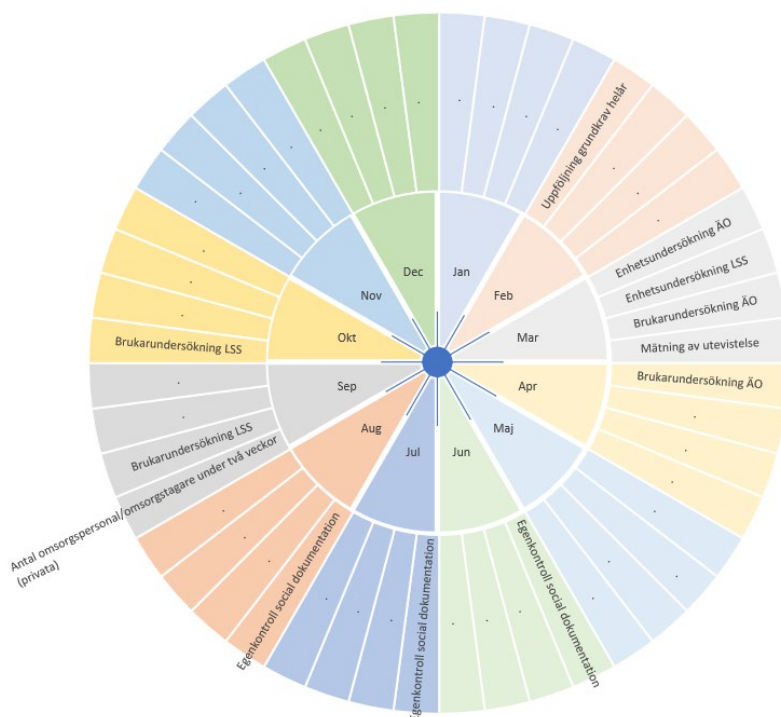 Jan
Uppföljning grundkrav helår
Feb
Enhetsundersökning ÄO
Enhetsundersökning LSS
Brukarundersökning ÄO
Mätning av utevistelse
Mar
Brukarundersökning ÄO
Apr
Maj
Egenkontroll social dokumentation
Jun
Egenkontroll social dokumentation
Jul
Egenkontroll social dokumentation
Aug
Antal omsorgspersonal/omsorgstagare under två veckor
(privata)
Brukarundersökning LSS
Sep
Brukarundersökning LSS
Okt
Nov
Dec